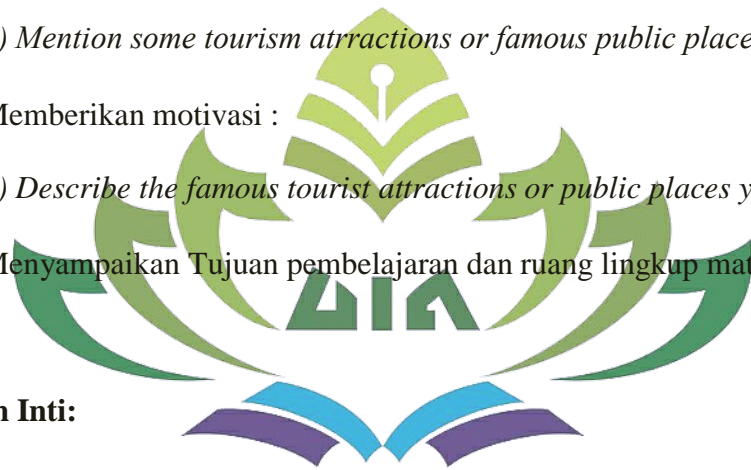 ) Mention some tourism atrractions or famous public place
Memberikan motivasi :
) Describe the famous tourist attractions or public places y
Menyampaikan Tujuan pembelajaran dan ruang lingkup mat
UIN
n Inti: